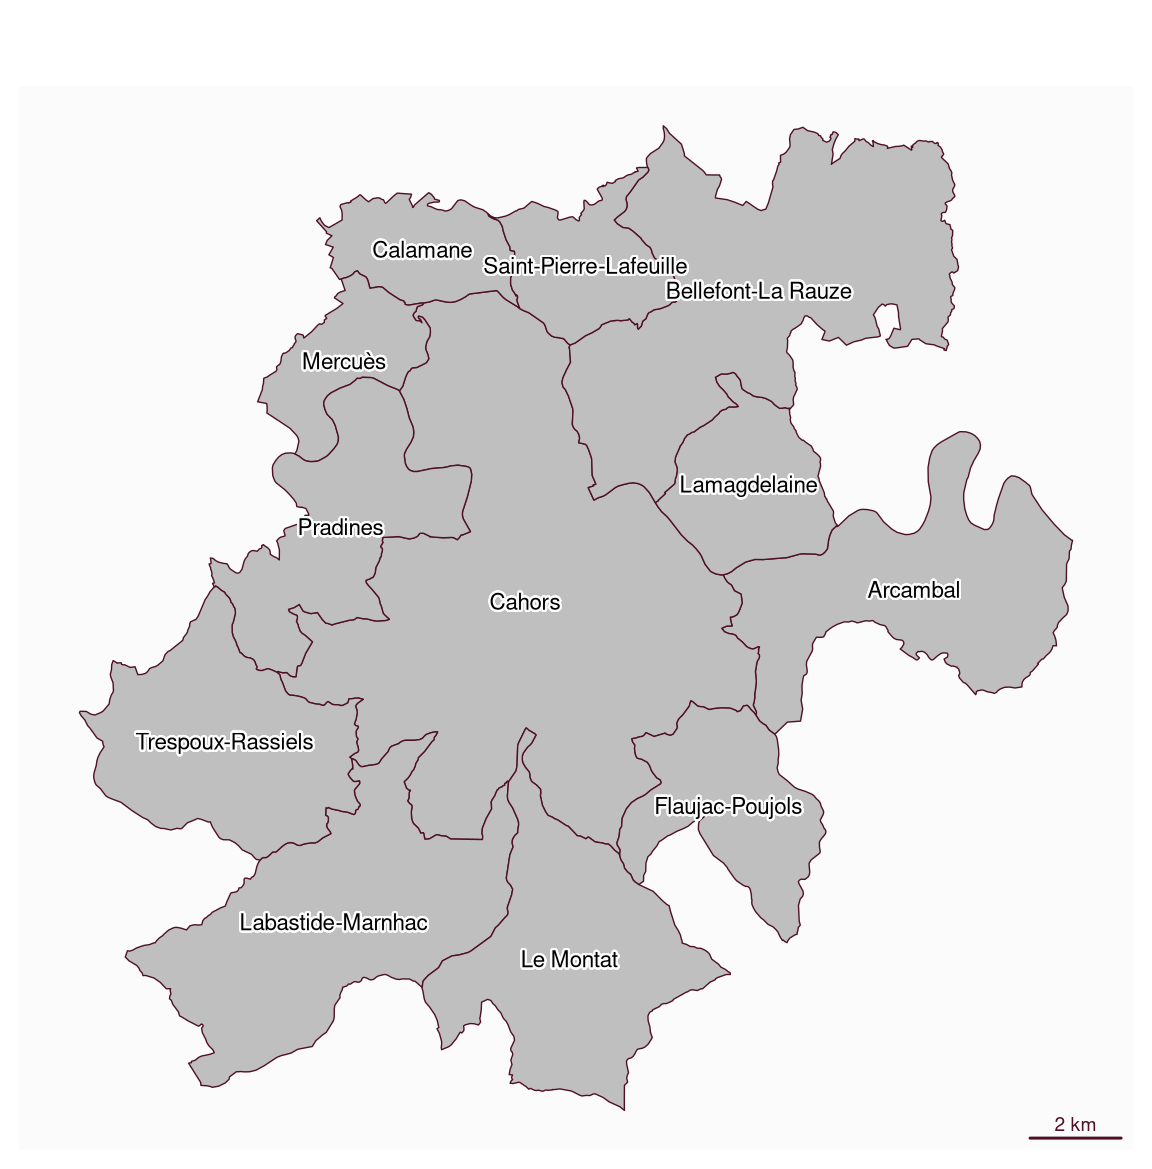 Calamane
Saint-Pierre-Lafeuille
Bellefont-La Rauze
Mercuès
Lamagdelaine
Pradines
Arcambal
Cahors
Trespoux-Rassiels
Flaujac-Poujols
Labastide-Marnhac
Le Montat
2 km